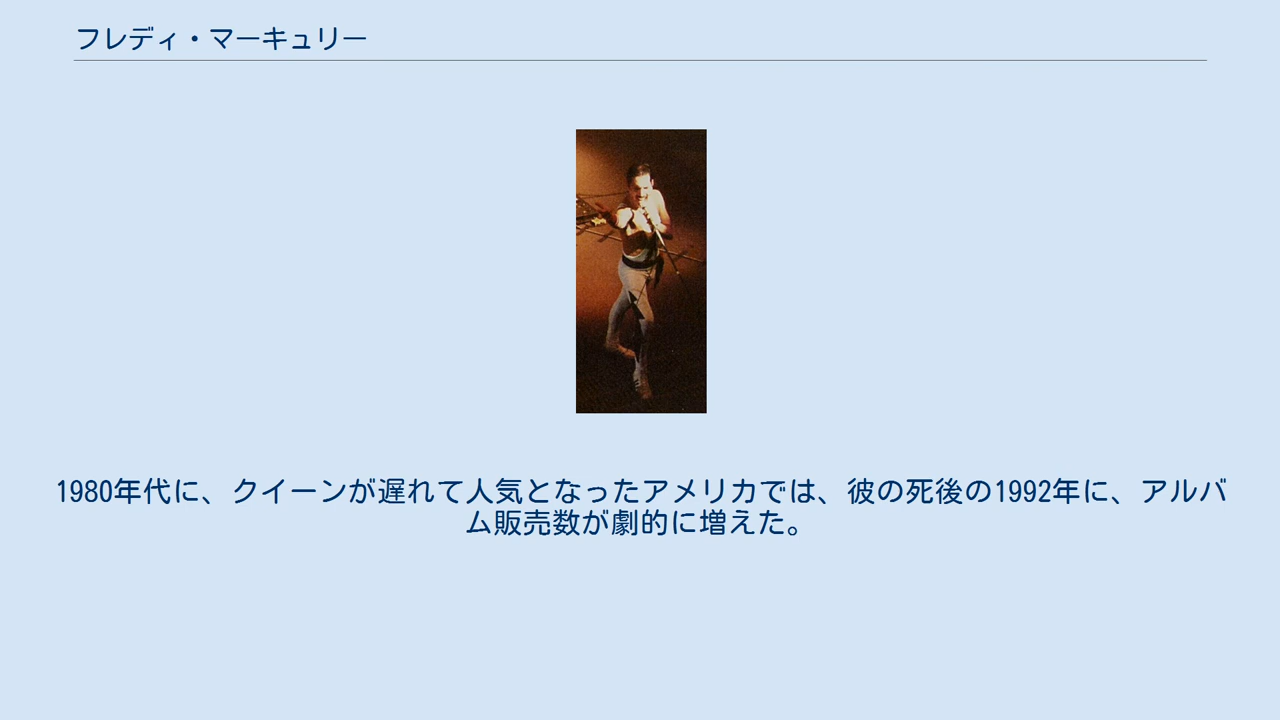 フレディ・マーキュリー
1980年代に、クイーンが遅れて人気となったアメリカでは、彼の死後の1992年に、アルバ
ム販売数が劇的に増えた。